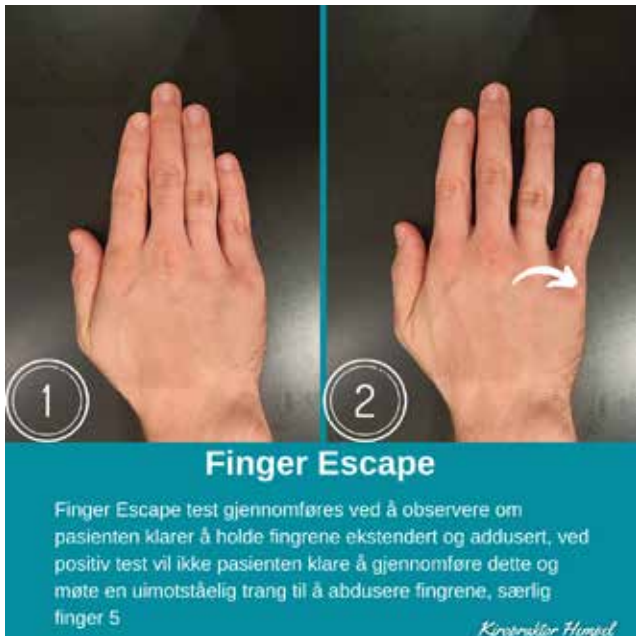 1
2
Finger Escape
Finger Escape test gjennomføres ved å observere om
pasienten klarer å holde fingrene ekstendert og addusert, ved
positiv test vil ikke pasienten klare å gjennomføre dette og
møte en uimotståelig trang til å abdusere fingrene, særlig
finger 5
Kiropraktor